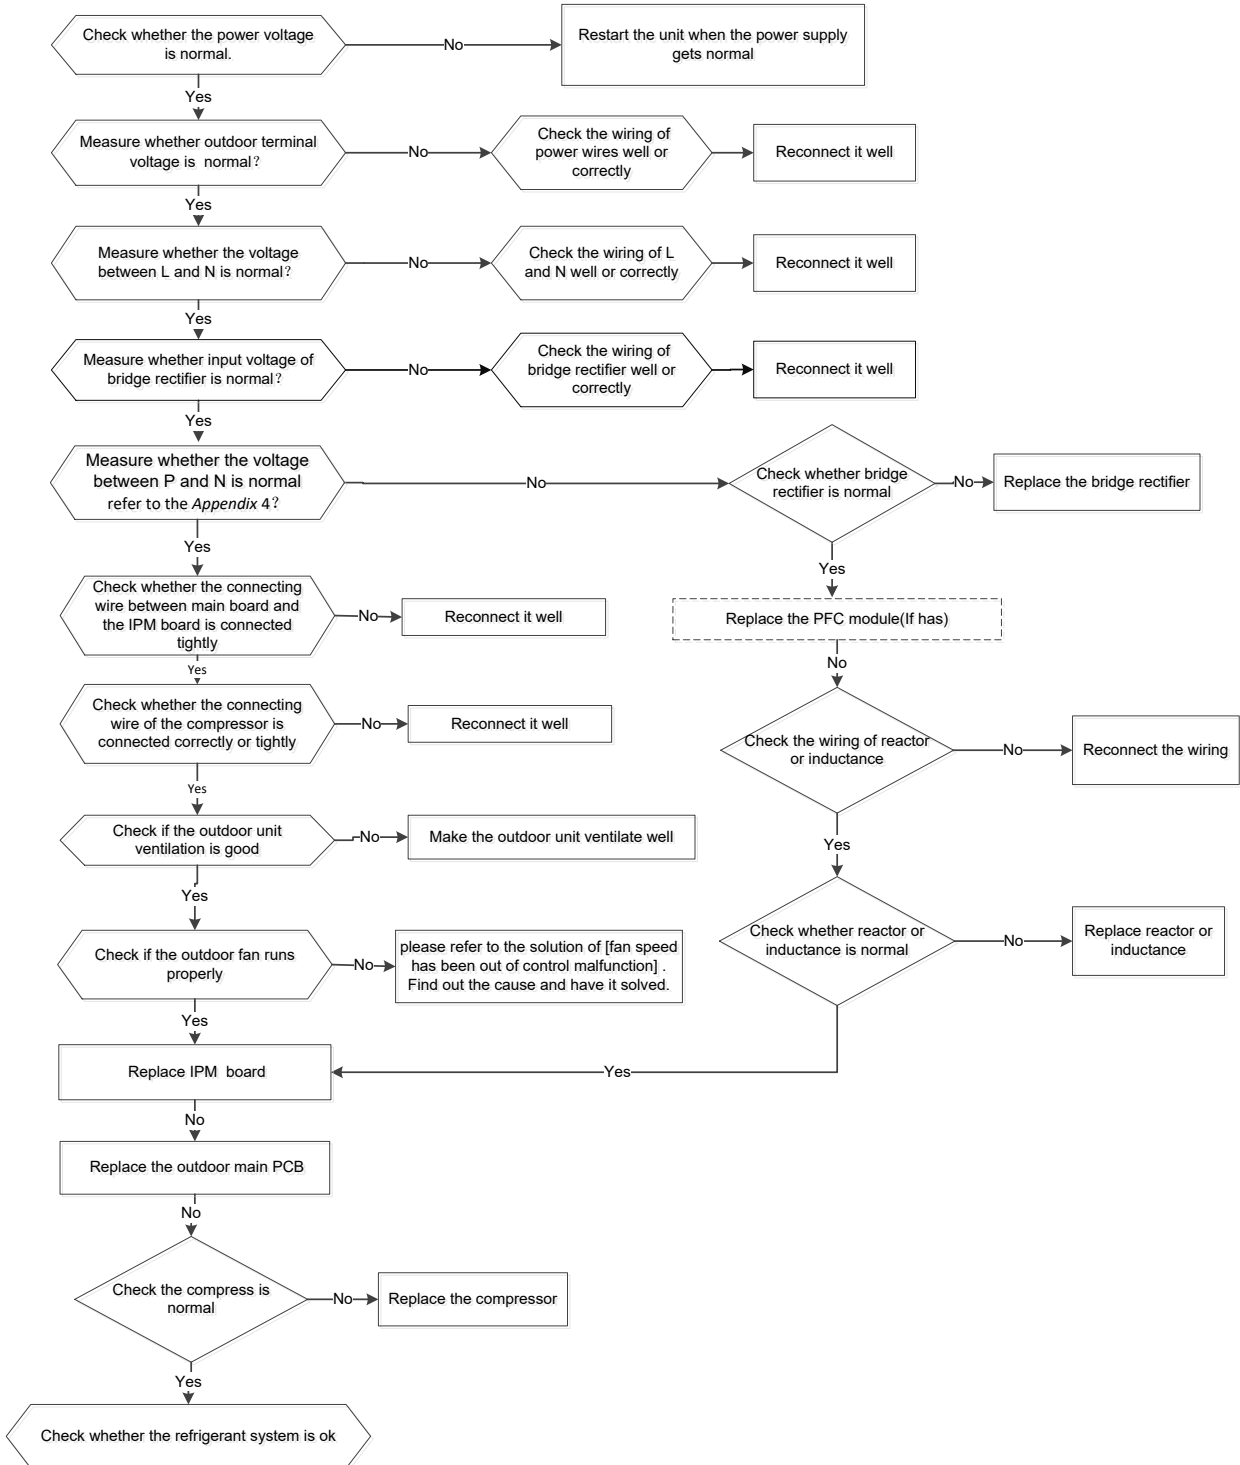 Check whether the power voltage
is normal.
No
Restart the unit when the power supply
gets normal
Yes
Measure whether outdoor terminal
voltage is normal?
No
Check the wiring of
power wires well or
correctly
Reconnect it well
Yes
Measure whether the voltage
between L and N is normal?
No
Check the wiring of L
and N well or correctly
Reconnect it well
Yes
Measure whether input voltage of
bridge rectifier is normal?
No
Check the wiring of
bridge rectifier well or
correctly
Reconnect it well
Yes
Measure whether the voltage
between P and N is normal
refer to the Appendix 4?
No
Check whether bridge
rectifier is normal
No
Replace the bridge rectifier
Yes
Yes
Check whether the connecting
wire between main board and
the IPM board is connected
tightly
No
Reconnect it well
Replace the PFC module(If has)
No
Yes
Check whether the connecting
wire of the compressor is
connected correctly or tightly
No
Reconnect it well
Check the wiring of reactor
or inductance
No
Reconnect the wiring
Yes
Check if the outdoor unit
ventilation is good
No
Make the outdoor unit ventilate well
Yes
Yes
Check whether reactor or
inductance is normal
No
Replace reactor or
inductance
Check if the outdoor fan runs
properly
No
please refer to the solution of [fan speed
has been out of control malfunction] .
Find out the cause and have it solved.
Yes
Replace IPM board
Yes
No
Replace the outdoor main PCB
No
Check the compress is
normal
No
Replace the compressor
Yes
Check whether the refrigerant system is ok